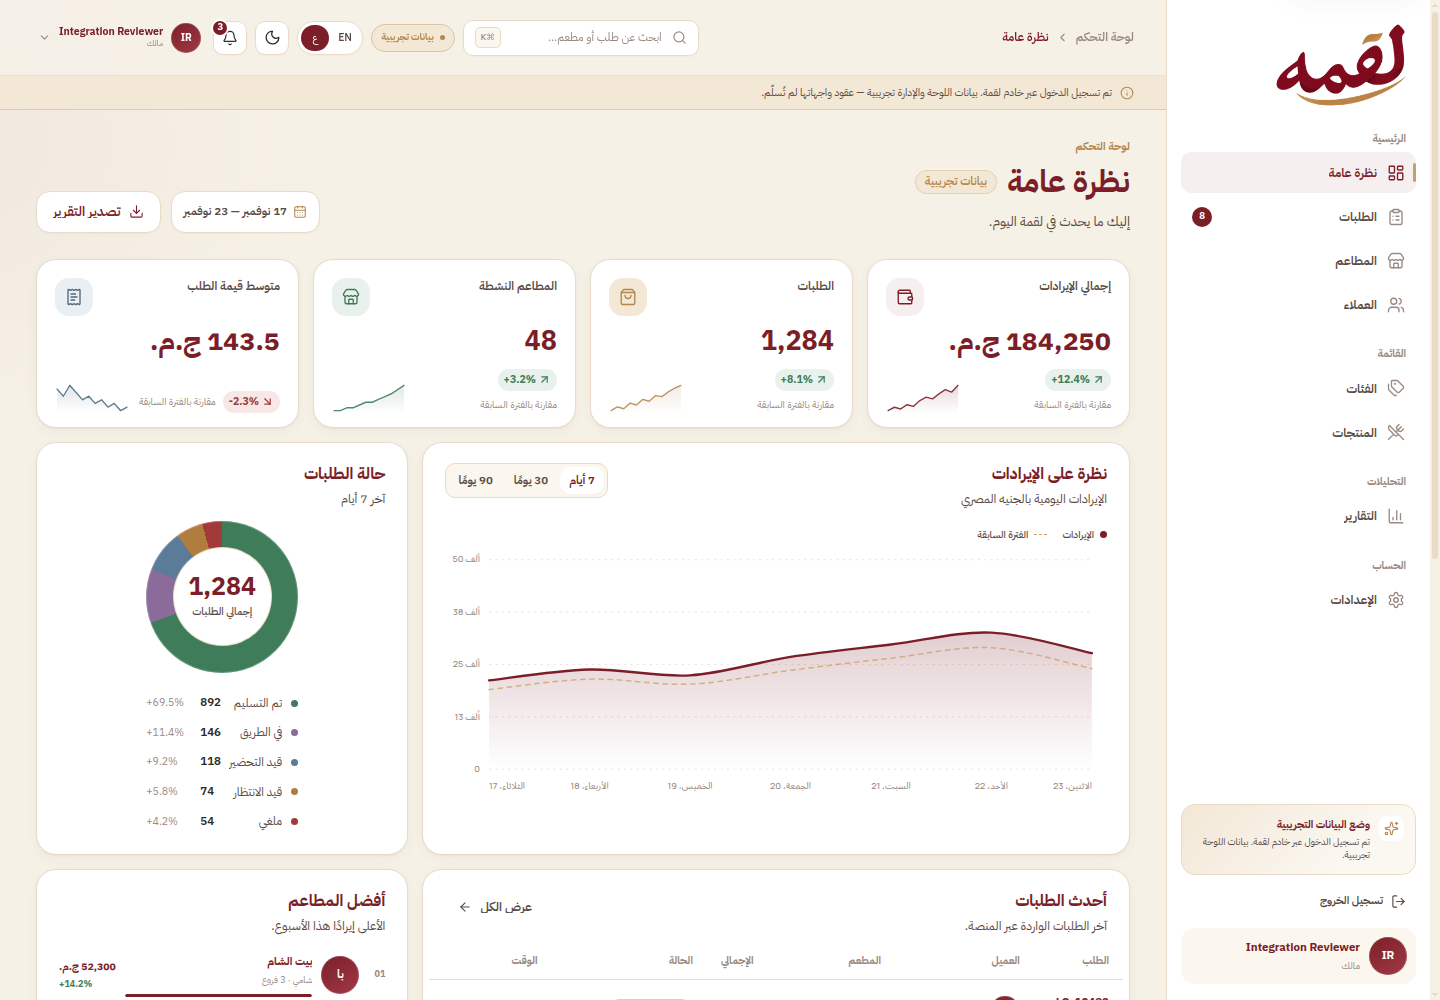 لقمه
الرئيسية
نظرة عامة
الطلبات
8
المطاعم
العملاء
القائمة
الفئات
المنتجات
التحليلات
التقارير
الحساب
الإعدادات
وضع البيانات التجريبية
تم تسجيل الدخول عبر خادم لقمة. بيانات اللوحة
تجريبية.
تسجيل الخروج
IR
Integration Reviewer
مالك
لوحة التحكم
نظرة عامة
ابحث عن طلب أو مطعم...
⌘K
بيانات تجريبية
EN
ع
3
IR
Integration Reviewer
مالك
تم تسجيل الدخول عبر خادم لقمة. بيانات اللوحة والإدارة تجريبية — عقود واجهاتها لم تُسلَّم.
لوحة التحكم
نظرة عامة
بيانات تجريبية
إليك ما يحدث في لقمة اليوم.
17 نوفمبر — 23 نوفمبر
تصدير التقرير
إجمالي الإيرادات
184,250 ج.م.
+12.4%
مقارنة بالفترة السابقة
الطلبات
1,284
+8.1%
مقارنة بالفترة السابقة
المطاعم النشطة
48
+3.2%
مقارنة بالفترة السابقة
متوسط قيمة الطلب
143.5 ج.م.
-2.3%
مقارنة بالفترة السابقة
نظرة على الإيرادات
الإيرادات اليومية بالجنيه المصري
7 أيام
30 يومًا
90 يومًا
الإيرادات
الفترة السابقة
50 ألف
38 ألف
25 ألف
13 ألف
0
الاثنين، 23
الأحد، 22
السبت، 21
الجمعة، 20
الخميس، 19
الأربعاء، 18
الثلاثاء، 17
حالة الطلبات
آخر 7 أيام
1,284
إجمالي الطلبات
تم التسليم 892 +69.5%
في الطريق 146 +11.4%
قيد التحضير 118 +9.2%
قيد الانتظار 74 +5.8%
ملغي 54 +4.2%
أحدث الطلبات
آخر الطلبات الواردة عبر المنصة.
عرض الكل
الطلب
العميل
المطعم
الإجمالي
الحالة
الوقت
أفضل المطاعم
الأعلى إيرادًا هذا الأسبوع.
01
با
بيت الشام
شامي · 3 فروع
52,300 ج.م.
+14.2%